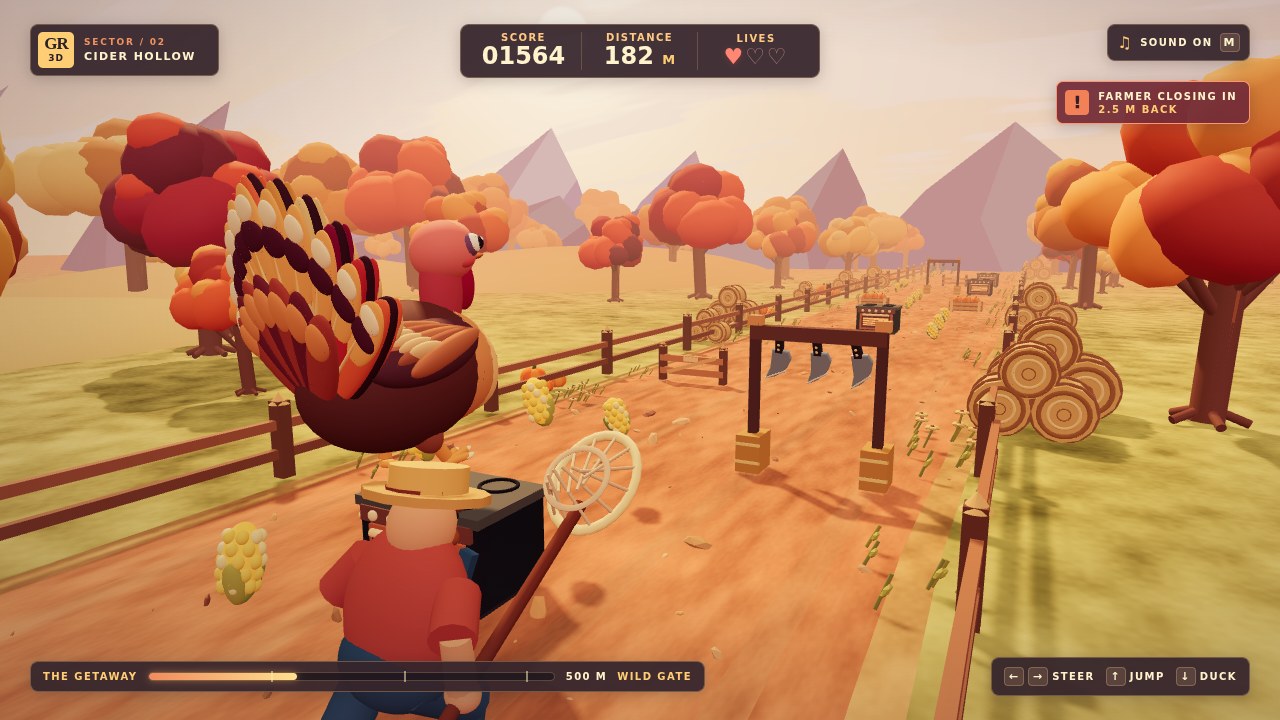 GR
3D
SECTOR / 02
CIDER HOLLOW
SCORE
01564
DISTANCE
182 M
LIVES
SOUND ON M
!
FARMER CLOSING IN
2.5 M BACK
THE GETAWAY
500 M WILD GATE
← → STEER ↑ JUMP ↓ DUCK